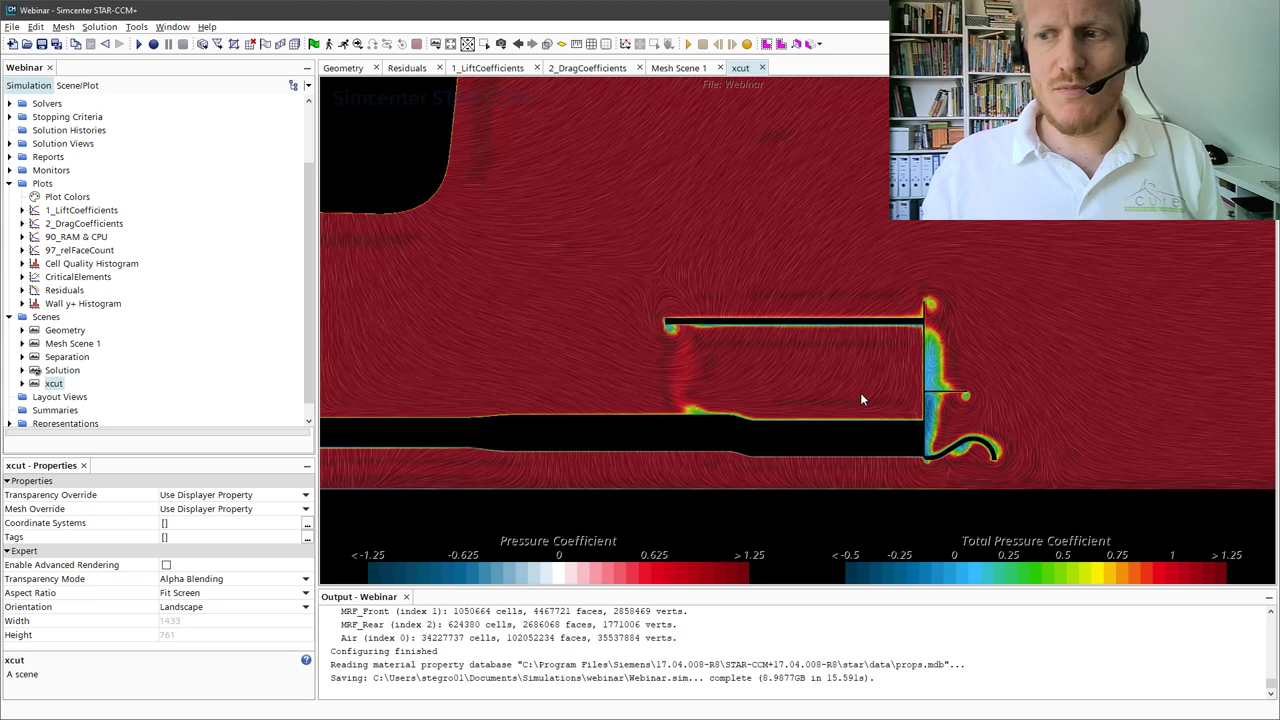 Webinar - Simcenter STAR-CCM+
File Edit Mesh Solution Tools Window Help
Webinar
Simulation Scene/Plot
Solvers
Stopping Criteria
Solution Histories
Solution Views
Reports
Monitors
Plots
Plot Colors
1_LiftCoefficients
2_DragCoefficients
90_RAM & CPU
97_relFaceCount
Cell Quality Histogram
CriticalElements
Residuals
Wall y+ Histogram
Scenes
Geometry
Mesh Scene 1
Separation
Solution
xcut
Layout Views
Summaries
Representations
xcut - Properties
Properties
Transparency Override Use Displayer Property
Mesh Override Use Displayer Property
Coordinate Systems []
Tags []
Expert
Enable Advanced Rendering
Transparency Mode Alpha Blending
Aspect Ratio Fit Screen
Orientation Landscape
Width 1433
Height 761
xcut
A scene
Geometry Residuals 1_LiftCoefficients 2_DragCoefficients Mesh Scene 1 xcut
Simcenter STAR-CCM+
File: Webinar
cure
Pressure Coefficient
< -1.25 -0.625 0 0.625 > 1.25
Total Pressure Coefficient
< -0.5 -0.25 0 0.25 0.5 0.75 1 > 1.25
Output - Webinar
MRF_Front (index 1): 1050664 cells, 4467721 faces, 2858469 verts.
MRF_Rear (index 2): 624380 cells, 2686068 faces, 1771006 verts.
Air (index 0): 34227737 cells, 102052234 faces, 35537884 verts.
Configuring finished
Reading material property database "C:\Program Files\Siemens\17.04.008-R8\STAR-CCM+17.04.008-R8\star\data\props.mdb"...
Saving: C:\Users\stegro01\Documents\Simulations\webinar\Webinar.sim... complete (8.9877GB in 15.591s).